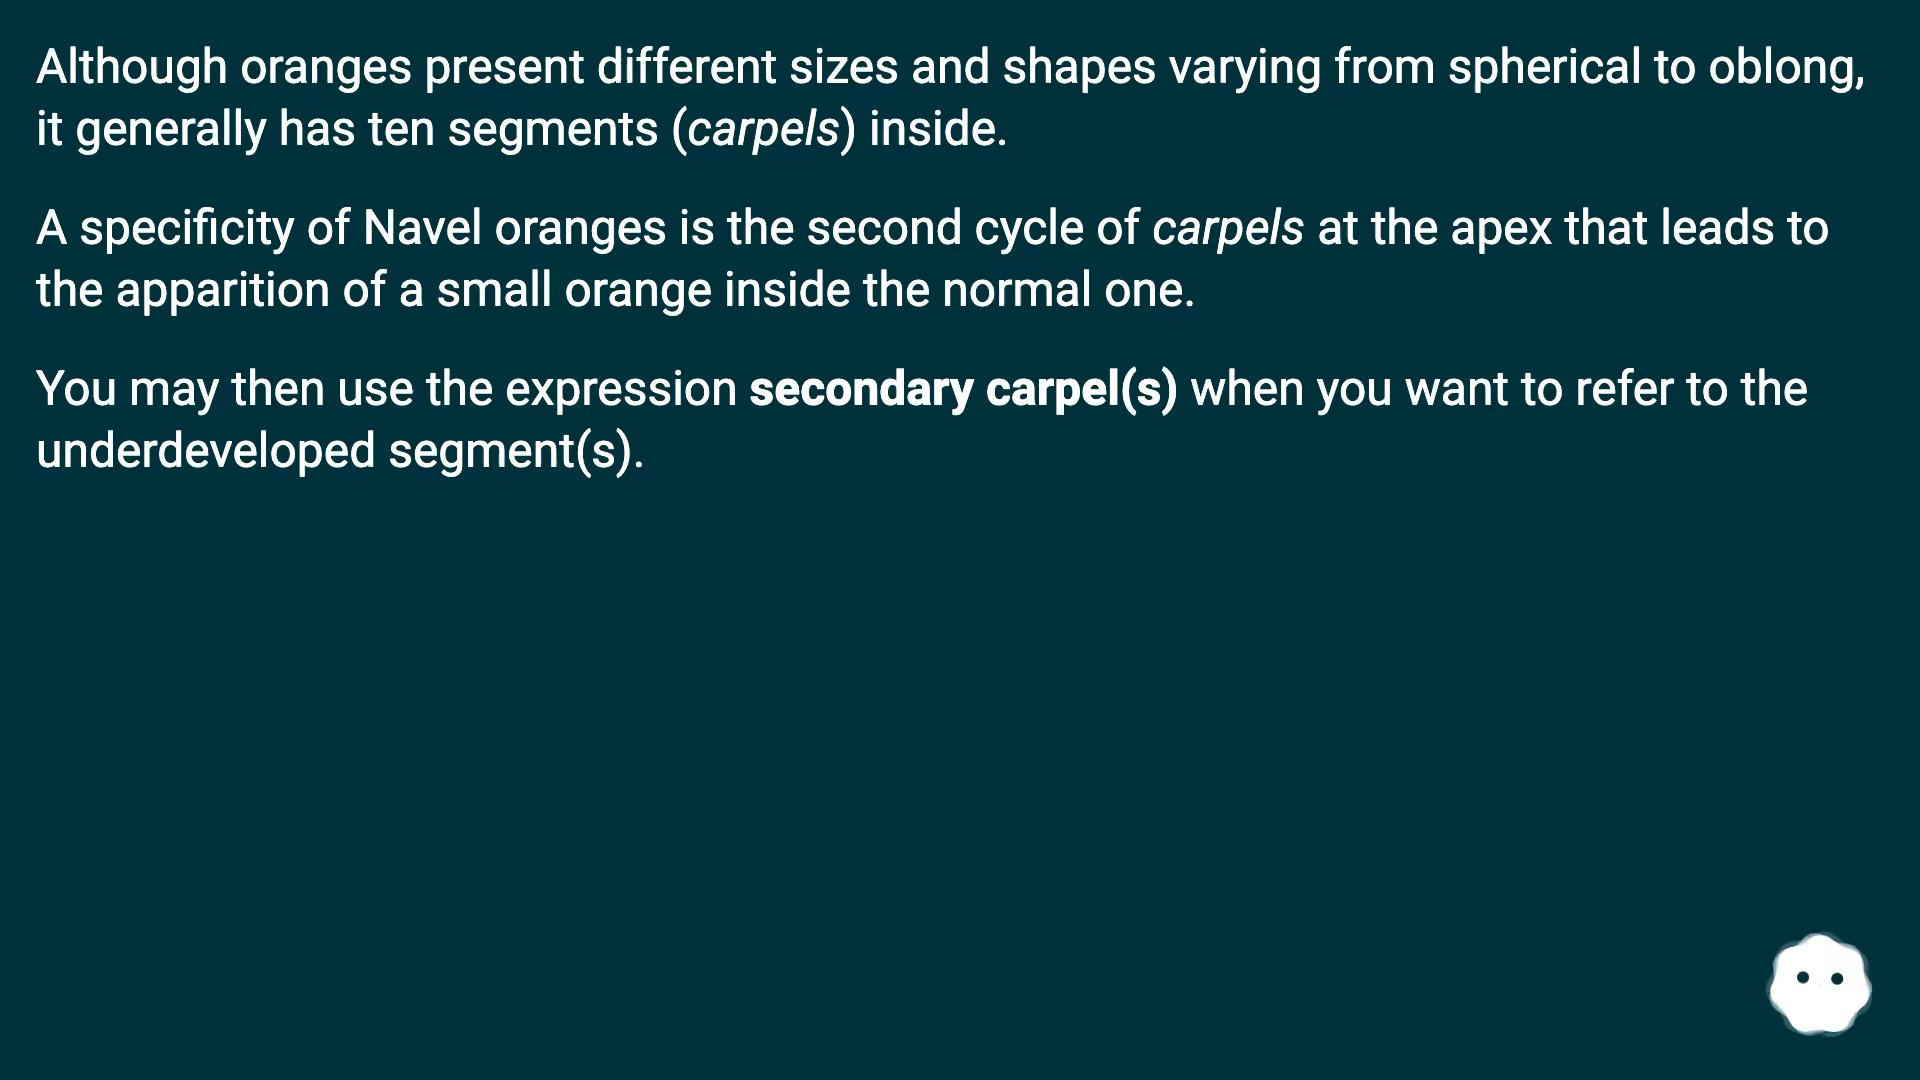 Although oranges present different sizes and shapes varying from spherical to oblong,
it generally has ten segments (carpels) inside.
A specificity of Navel oranges is the second cycle of carpels at the apex that leads to
the apparition of a small orange inside the normal one.
You may then use the expression secondary carpel(s) when you want to refer to the
underdeveloped segment(s).